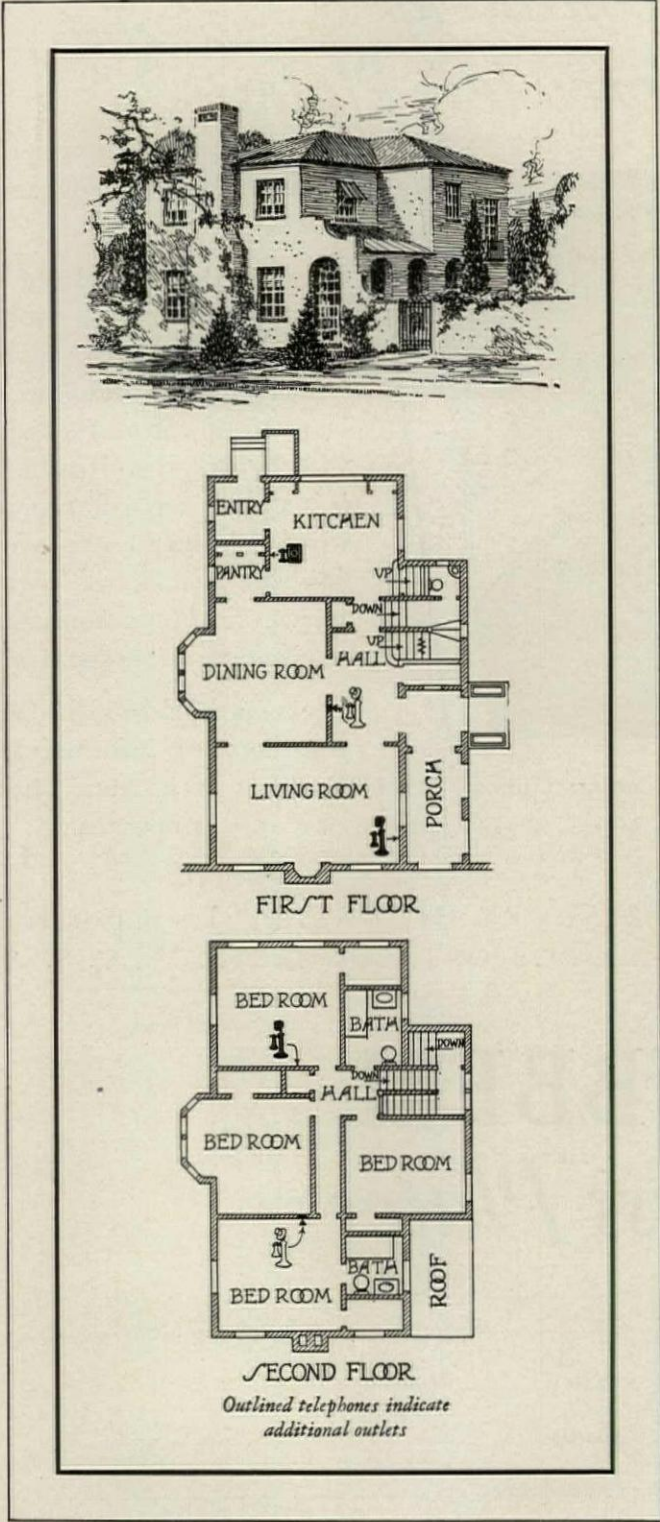 ENTRY
KITCHEN
PANTRY
UP
DOWN
UP
HALL
DINING ROOM
LIVING ROOM
PORCH
FIRST FLOOR
BED ROOM
BATH
DOWN
DOWN
HALL
BED ROOM
BED ROOM
BATH
BED ROOM
ROOF
SECOND FLOOR
Outlined telephones indicate
additional outlets